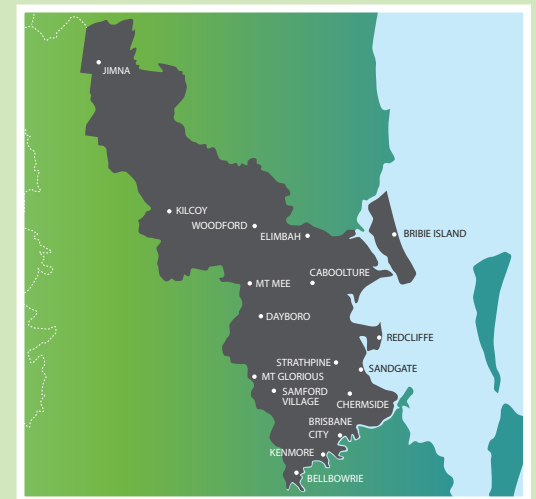 JIMNA
KILCOY
WOODFORD
ELIMBAH
BRIBIE ISLAND
CABOOLTURE
MT MEE
DAYBORO
REDCLIFFE
STRATHPINE
SANDGATE
MT GLORIOUS
SAMFORD
VILLAGE
CHERMSIDE
BRISBANE
CITY
KENMORE
BELLBOWRIE